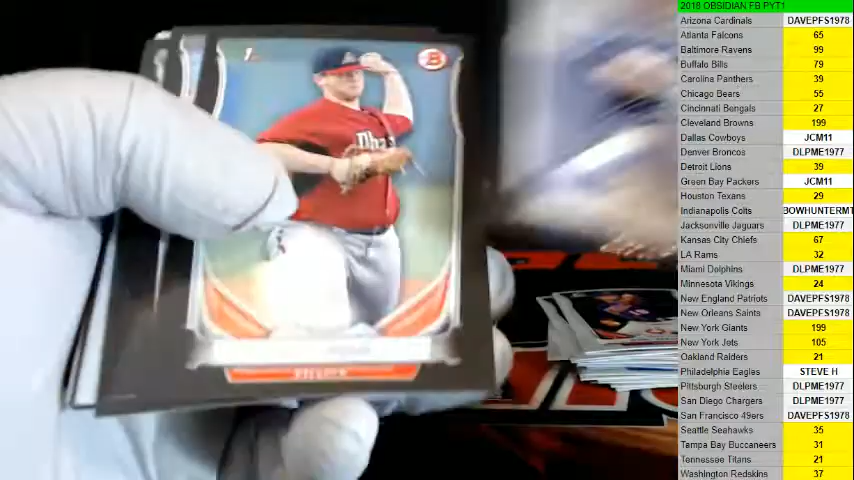 2018 OBSIDIAN FB PYT1
Arizona Cardinals DAVEPFS1978
Atlanta Falcons 65
Baltimore Ravens 99
Buffalo Bills 79
Carolina Panthers 39
Chicago Bears 55
Cincinnati Bengals 27
Cleveland Browns 199
Dallas Cowboys JCM11
Denver Broncos DLPME1977
Detroit Lions 39
Green Bay Packers JCM11
Houston Texans 29
Indianapolis Colts BOWHUNTERMT
Jacksonville Jaguars DLPME1977
Kansas City Chiefs 67
LA Rams 32
Miami Dolphins DLPME1977
Minnesota Vikings 24
New England Patriots DAVEPFS1978
New Orleans Saints DAVEPFS1978
New York Giants 199
New York Jets 105
Oakland Raiders 21
Philadelphia Eagles STEVE H
Pittsburgh Steelers DLPME1977
San Diego Chargers DLPME1977
San Francisco 49ers DAVEPFS1978
Seattle Seahawks 35
Tampa Bay Buccaneers 31
Tennessee Titans 21
Washington Redskins 37